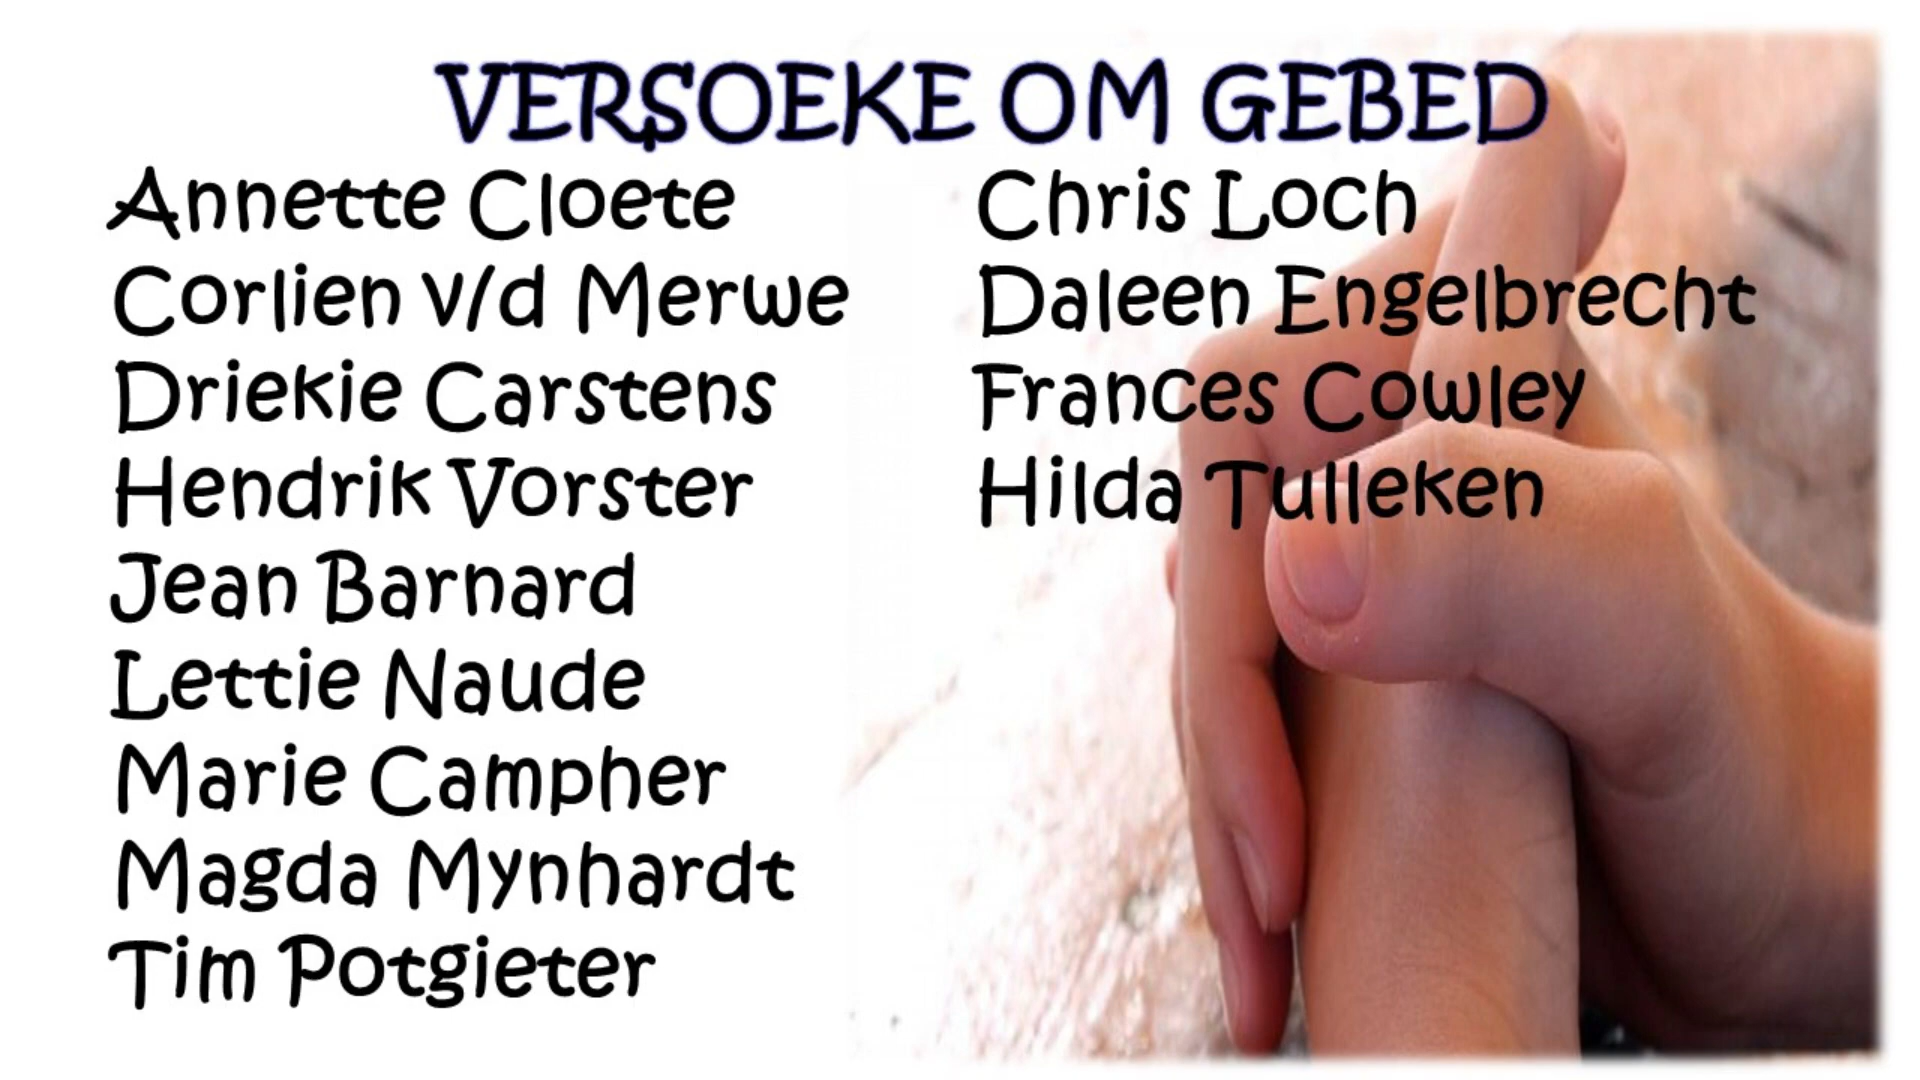 VERSOEKE OM GEBED
Annette Cloete
Corlien v/d Merwe
Driekie Carstens
Hendrik Vorster
Jean Barnard
Lettie Naude
Marie Campher
Magda Mynhardt
Tim Potgieter
Chris Loch
Daleen Engelbrecht
Frances Cowley
Hilda Tulleken